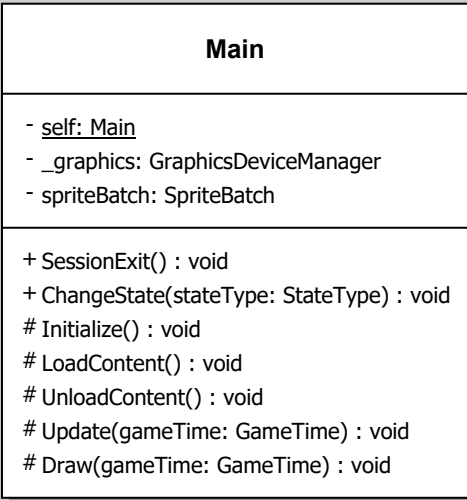 Main
- self: Main
- _graphics: GraphicsDeviceManager
- spriteBatch: SpriteBatch
+ SessionExit() : void
+ ChangeState(stateType: StateType) : void
# Initialize() : void
# LoadContent() : void
# UnloadContent() : void
# Update(gameTime: GameTime) : void
# Draw(gameTime: GameTime) : void